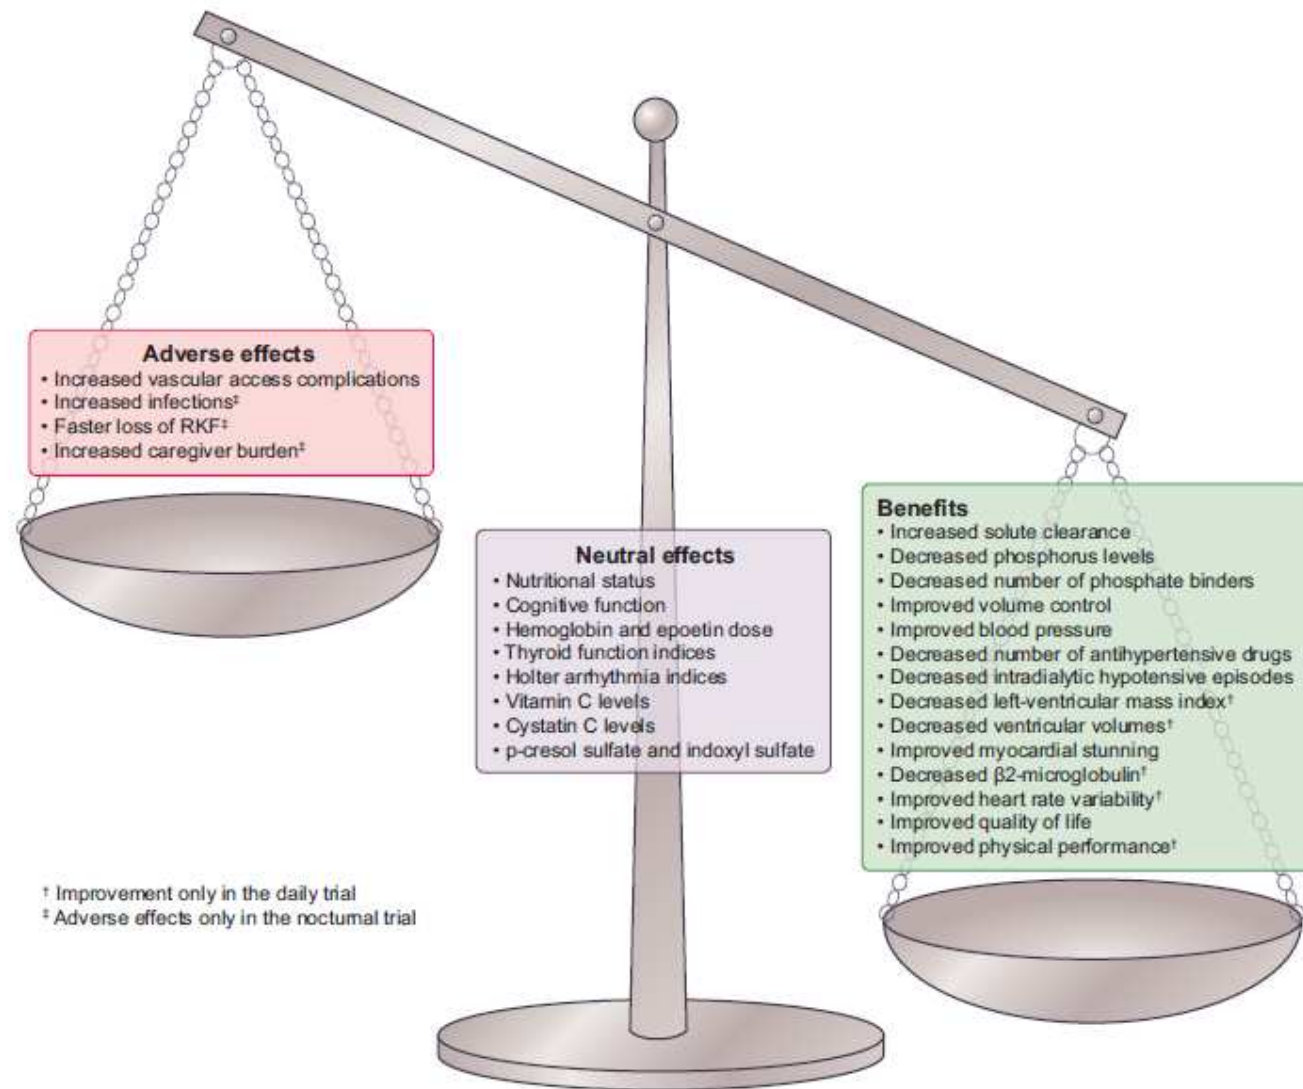 Adverse effects
• Increased vascular access complications
• Increased infections‡
• Faster loss of RKF‡
• Increased caregiver burden‡
Neutral effects
• Nutritional status
• Cognitive function
• Hemoglobin and epoetin dose
• Thyroid function indices
• Holter arrhythmia indices
• Vitamin C levels
• Cystatin C levels
• p-cresol sulfate and indoxyl sulfate
Benefits
• Increased solute clearance
• Decreased phosphorus levels
• Decreased number of phosphate binders
• Improved volume control
• Improved blood pressure
• Decreased number of antihypertensive drugs
• Decreased intradialytic hypotensive episodes
• Decreased left-ventricular mass index†
• Decreased ventricular volumes†
• Improved myocardial stunning
• Decreased β2-microglobulin†
• Improved heart rate variability†
• Improved quality of life
• Improved physical performance†
† Improvement only in the daily trial
‡ Adverse effects only in the nocturnal trial